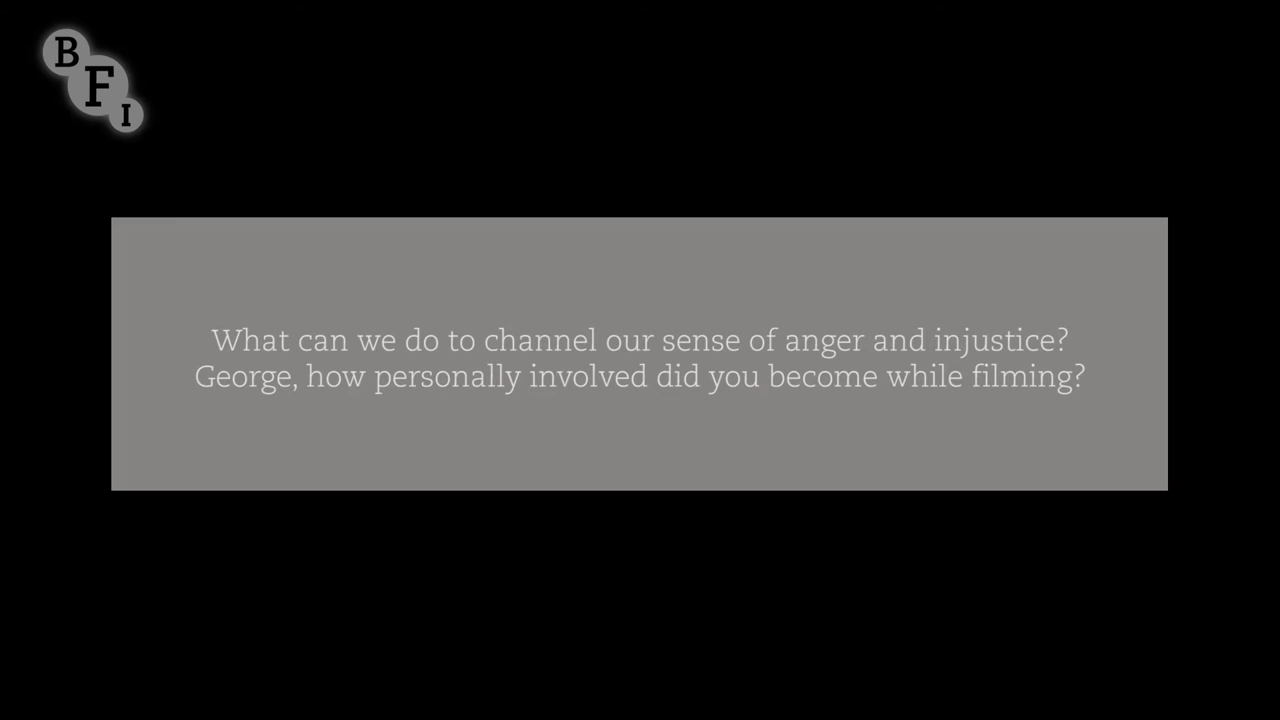 BFI
What can we do to channel our sense of anger and injustice?
George, how personally involved did you become while filming?